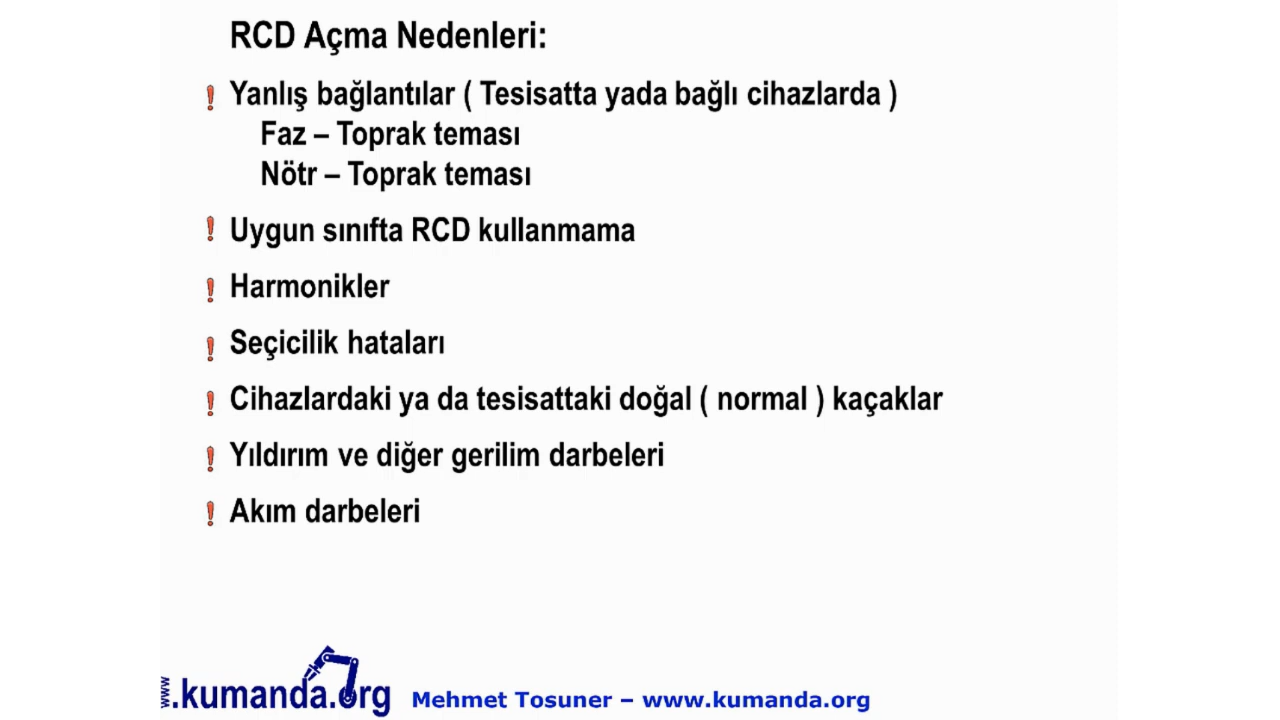 RCD Açma Nedenleri:
Yanlış bağlantılar ( Tesisatta yada bağlı cihazlarda )
Faz – Toprak teması
Nötr – Toprak teması
Uygun sınıfta RCD kullanmama
Harmonikler
Seçicilik hataları
Cihazlardaki ya da tesisattaki doğal ( normal ) kaçaklar
Yıldırım ve diğer gerilim darbeleri
Akım darbeleri
www.kumanda.org
Mehmet Tosuner – www.kumanda.org